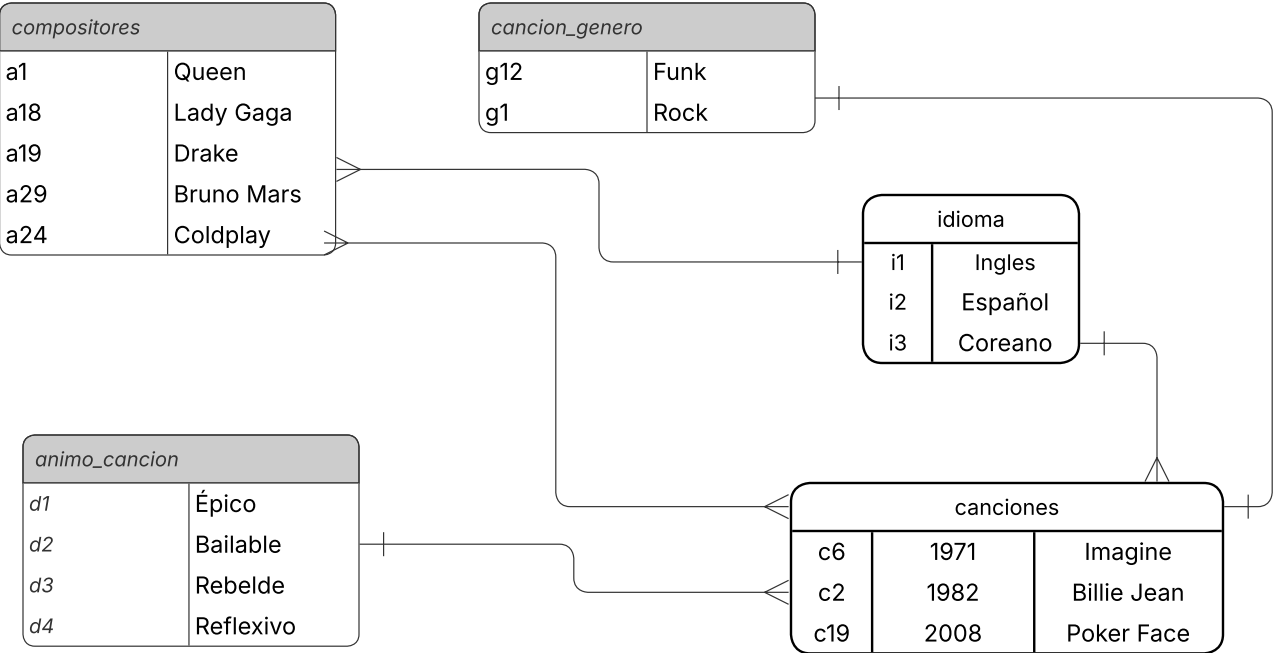 compositores
a1 Queen
a18 Lady Gaga
a19 Drake
a29 Bruno Mars
a24 Coldplay
cancion_genero
g12 Funk
g1 Rock
idioma
i1 Ingles
i2 Español
i3 Coreano
animo_cancion
d1 Épico
d2 Bailable
d3 Rebelde
d4 Reflexivo
canciones
c6 1971 Imagine
c2 1982 Billie Jean
c19 2008 Poker Face